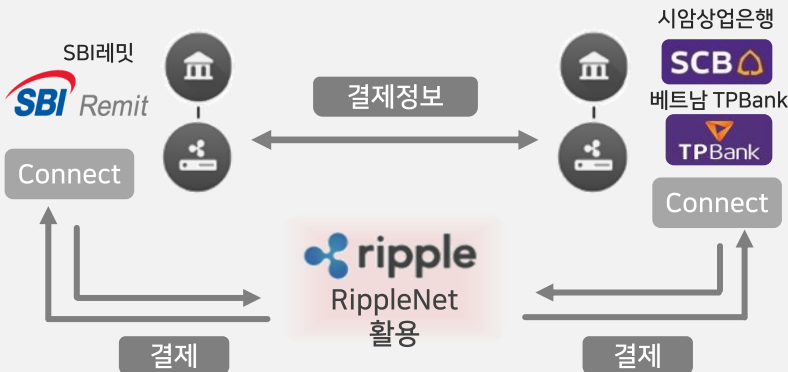 SBI레밋
SBI Remit
Connect
결제정보
시암상업은행
SCB
베트남 TPBank
TPBank
Connect
ripple
RippleNet
활용
결제
결제